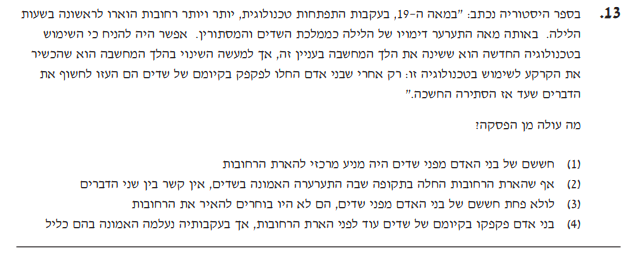 13. בספר היסטוריה נכתב: "במאה ה-19, בעקבות התפתחות טכנולוגית, יותר ויותר רחובות הוארו לראשונה בשעות
הלילה. באותה מאה התערער דימויו של הלילה כממלכת השדים והמסתורין. אפשר היה להניח כי השימוש
בטכנולוגיה החדשה הוא ששינה את הלך המחשבה בעניין זה, אך למעשה השינוי בהלך המחשבה הוא שהכשיר
את הקרקע לשימוש בטכנולוגיה זו: רק אחרי שבני אדם החלו לפקפק בקיומם של שדים הם העזו לחשוף את
הדברים שעד אז הסתירה החשכה."
מה עולה מן הפסקה?
(1) חששם של בני האדם מפני שדים היה מניע מרכזי להארת הרחובות
(2) אף שהארת הרחובות החלה בתקופה שבה התערערה האמונה בשדים, אין קשר בין שני הדברים
(3) לולא פחת חששם של בני האדם מפני שדים, הם לא היו בוחרים להאיר את הרחובות
(4) בני אדם פקפקו בקיומם של שדים עוד לפני הארת הרחובות, אך בעקבותיה נעלמה האמונה בהם כליל